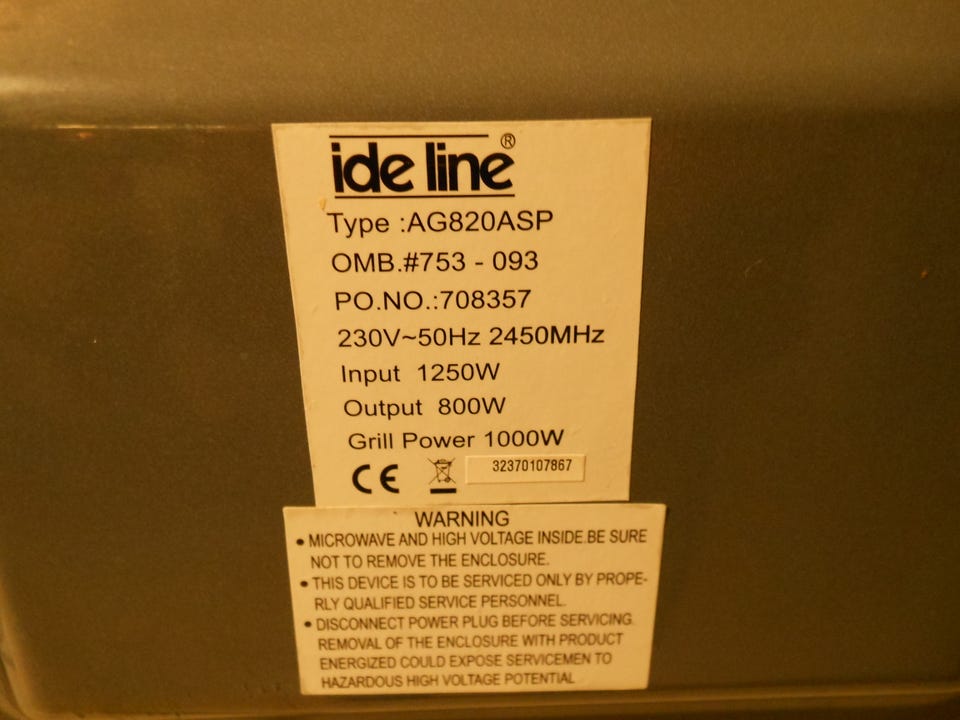 ide line®
Type :AG820ASP
OMB.#753 - 093
PO.NO.:708357
230V~50Hz 2450MHz
Input 1250W
Output 800W
Grill Power 1000W
CE
32370107867
WARNING
• MICROWAVE AND HIGH VOLTAGE INSIDE.BE SURE
NOT TO REMOVE THE ENCLOSURE.
• THIS DEVICE IS TO BE SERVICED ONLY BY PROPE-
RLY QUALIFIED SERVICE PERSONNEL.
• DISCONNECT POWER PLUG BEFORE SERVICING.
REMOVAL OF THE ENCLOSURE WITH PRODUCT
ENERGIZED COULD EXPOSE SERVICEMEN TO
HAZARDOUS HIGH VOLTAGE POTENTIAL